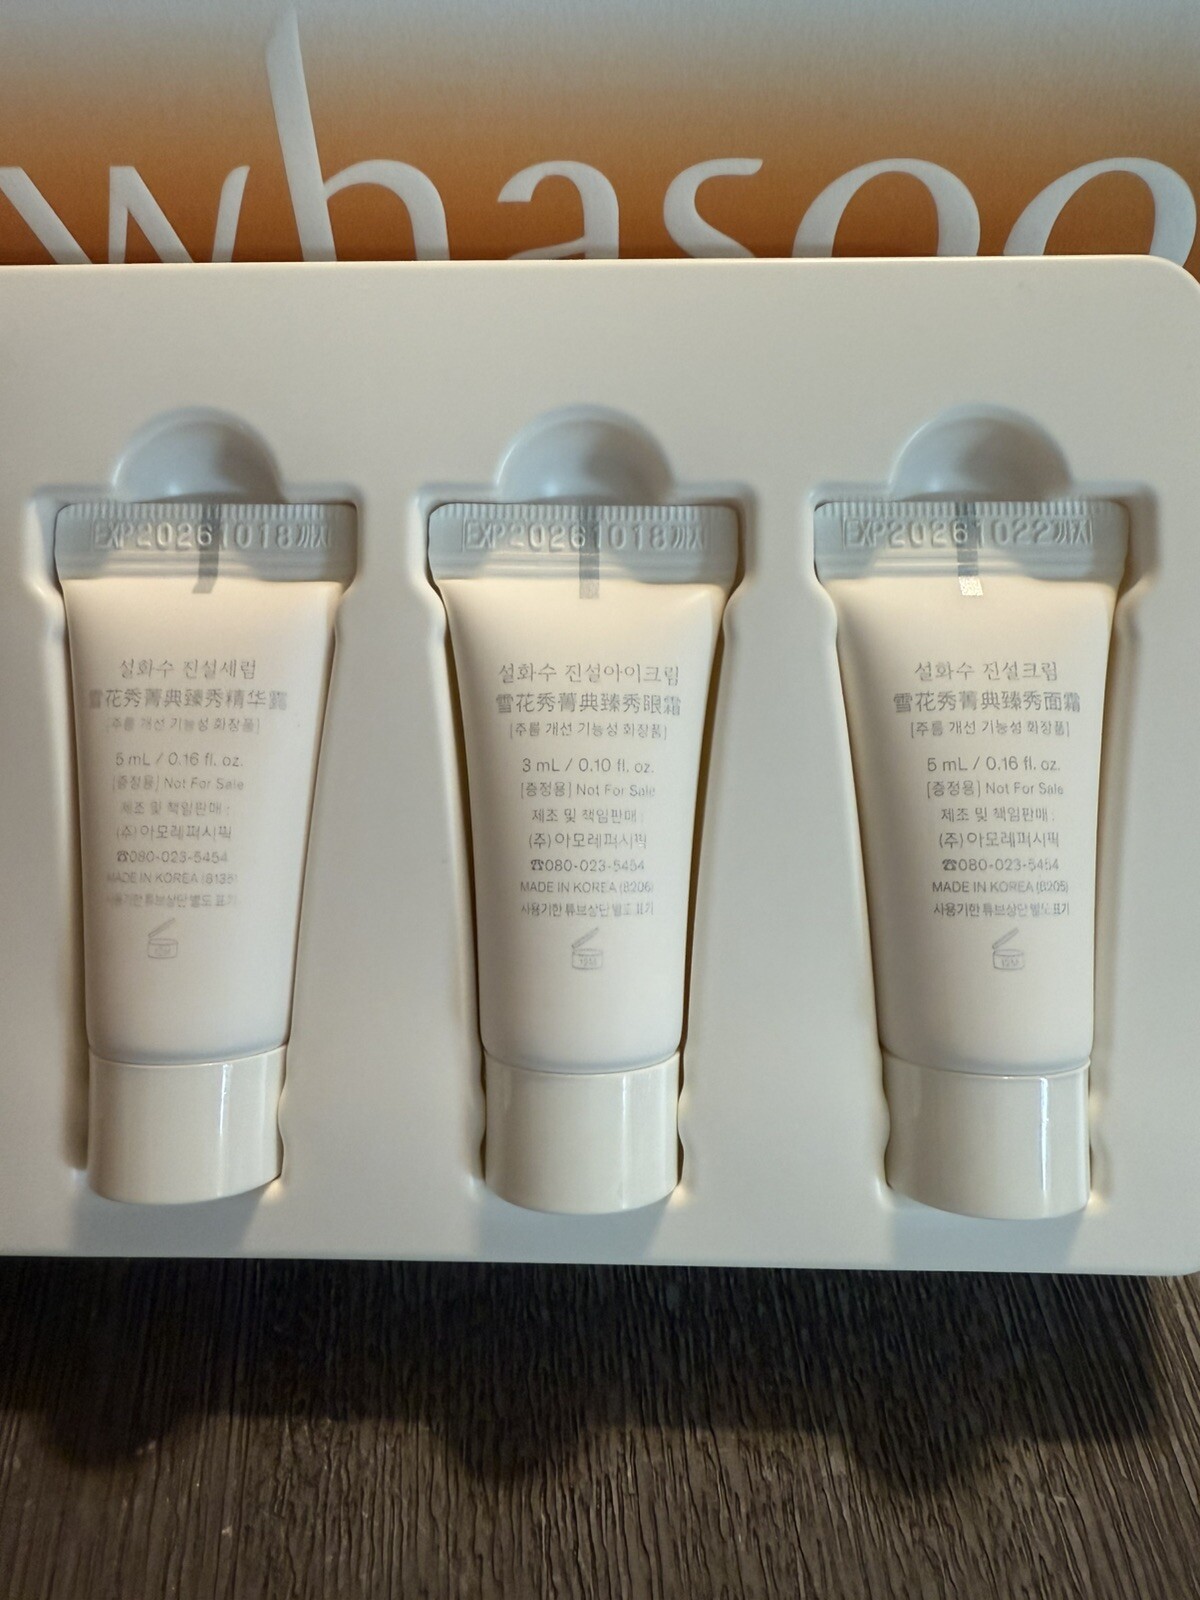 whasoo
EXP20261018까지
설화수 진설세럼
雪花秀菁典臻秀精华露
[주름 개선 기능성 화장품]
5 mL / 0.16 fl. oz.
[증정용] Not For Sale
제조 및 책임판매 :
(주)아모레퍼시픽
☎080-023-5454
MADE IN KOREA (8135)
사용기한 튜브상단 별도 표기
12M
EXP20261018까지
설화수 진설아이크림
雪花秀菁典臻秀眼霜
[주름 개선 기능성 화장품]
3 mL / 0.10 fl. oz.
[증정용] Not For Sale
제조 및 책임판매 :
(주)아모레퍼시픽
☎080-023-5454
MADE IN KOREA (8206)
사용기한 튜브상단 별도 표기
12M
EXP20261022까지
설화수 진설크림
雪花秀菁典臻秀面霜
[주름 개선 기능성 화장품]
5 mL / 0.16 fl. oz.
[증정용] Not For Sale
제조 및 책임판매 :
(주)아모레퍼시픽
☎080-023-5454
MADE IN KOREA (8205)
사용기한 튜브상단 별도 표기
12M